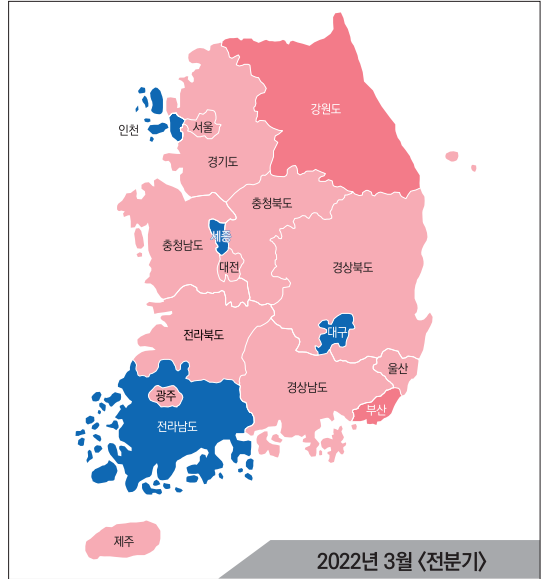 강원도
인천
서울
경기도
충청북도
세종
충청남도
대전
경상북도
대구
전라북도
울산
경상남도
광주
부산
전라남도
제주
2022년 3월 〈전분기〉